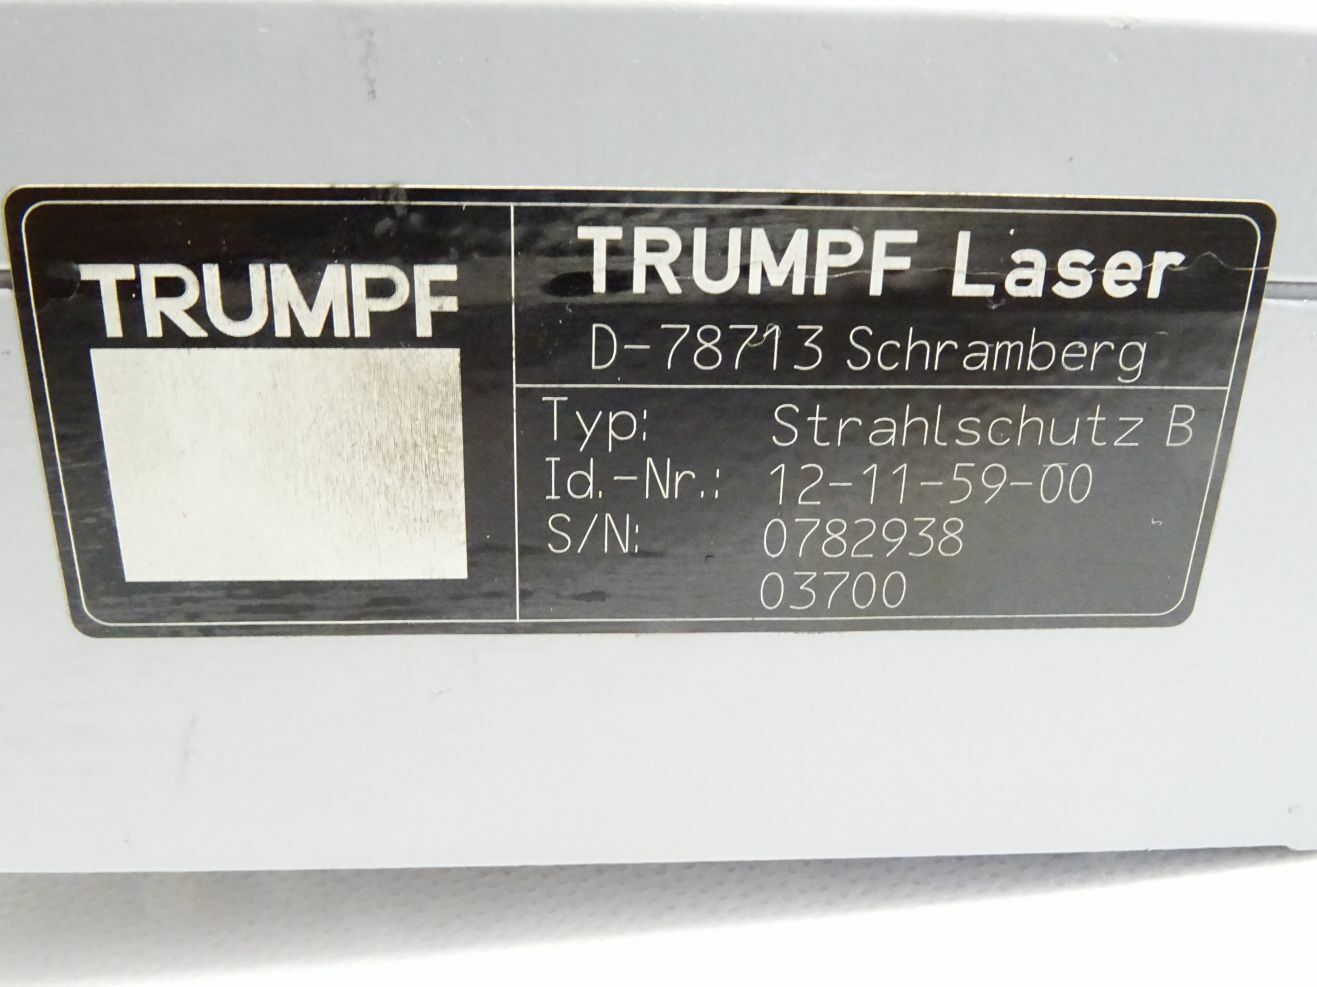 TRUMPF
TRUMPF Laser
D-78713 Schramberg
Typ: Strahlschutz B
Id.-Nr.: 12-11-59-00
S/N: 0782938
03700